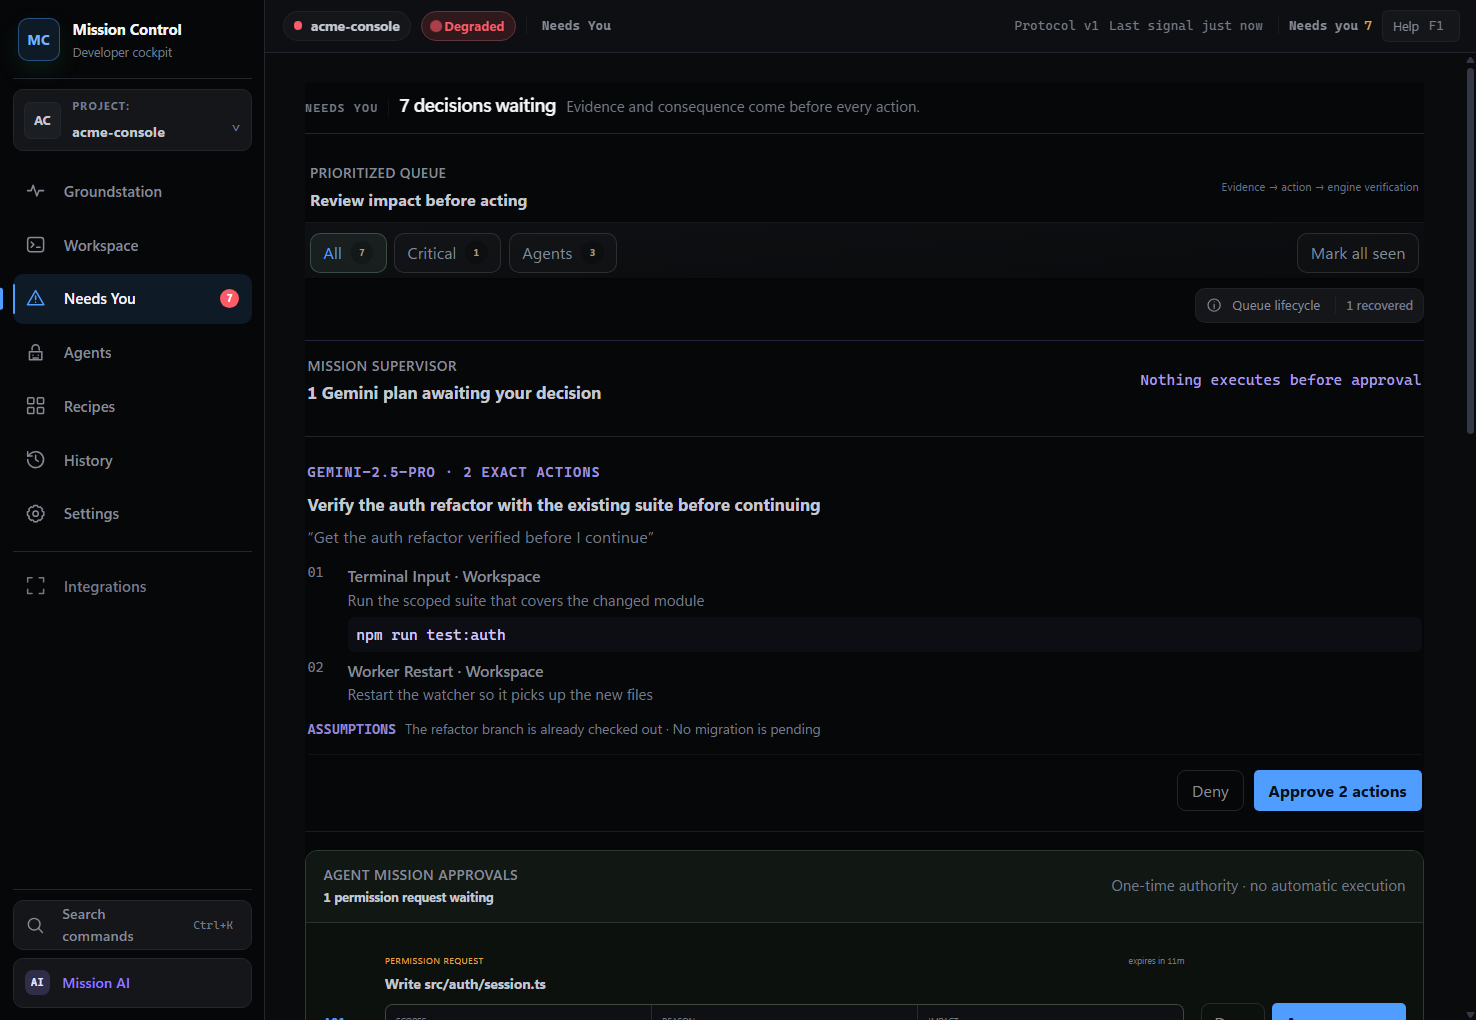 MC
Mission Control
Developer cockpit
AC
PROJECT:
acme-console
v
Groundstation
Workspace
Needs You
7
Agents
Recipes
History
Settings
Integrations
Search commands
Ctrl+K
AI
Mission AI
acme-console
Degraded
Needs You
Protocol v1 Last signal just now
Needs you 7
Help F1
NEEDS YOU
7 decisions waiting
Evidence and consequence come before every action.
PRIORITIZED QUEUE
Review impact before acting
Evidence → action → engine verification
All 7
Critical 1
Agents 3
Mark all seen
Queue lifecycle
1 recovered
MISSION SUPERVISOR
1 Gemini plan awaiting your decision
Nothing executes before approval
GEMINI-2.5-PRO · 2 EXACT ACTIONS
Verify the auth refactor with the existing suite before continuing
“Get the auth refactor verified before I continue”
01
Terminal Input · Workspace
Run the scoped suite that covers the changed module
npm run test:auth
02
Worker Restart · Workspace
Restart the watcher so it picks up the new files
ASSUMPTIONS The refactor branch is already checked out · No migration is pending
Deny
Approve 2 actions
AGENT MISSION APPROVALS
1 permission request waiting
One-time authority · no automatic execution
PERMISSION REQUEST
expires in 11m
Write src/auth/session.ts